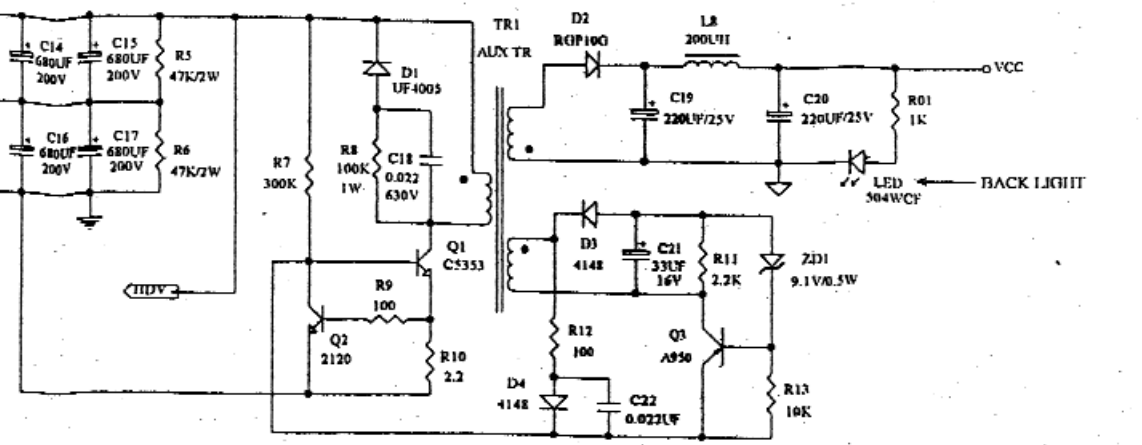 C14
680UF
200V
C15
680UF
200V
R5
47K/2W
C16
680UF
200V
C17
680UF
200V
R6
47K/2W
HDV
R7
300K
D1
UF4005
R8
100K
1W
C18
0.022
630V
Q1
C5353
R9
100
Q2
2120
R10
2.2
TR1
AUX TR
D2
RGP10G
L8
200UH
VCC
C19
220UF/25V
C20
220UF/25V
R01
1K
LED
504WCF
BACK LIGHT
D3
4148
C21
33UF
16V
R11
2.2K
ZD1
9.1V/0.5W
R12
100
Q3
A950
D4
4148
C22
0.022UF
R13
10K